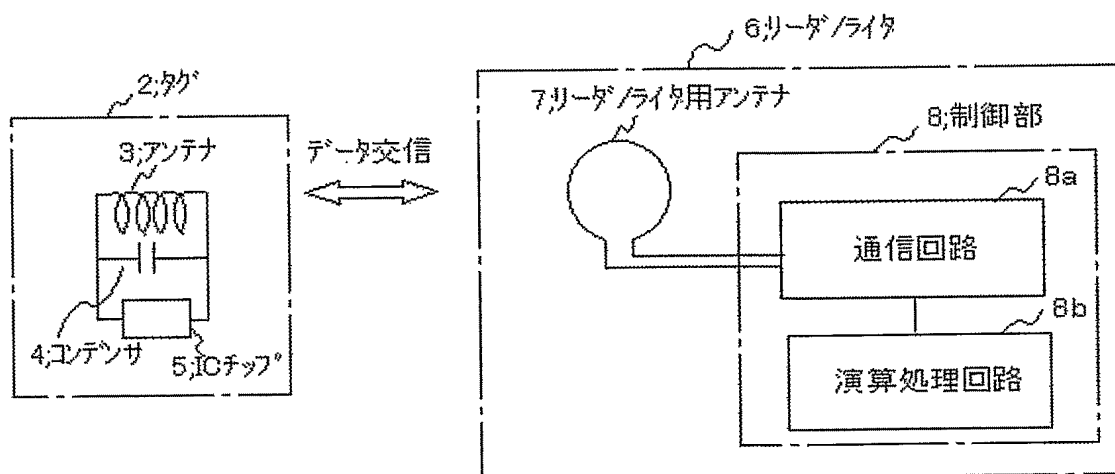 6;リーダ/ライタ
2;タグ
7;リーダ/ライタ用アンテナ
8;制御部
3;アンテナ
データ交信
8a
通信回路
8b
4;コンデンサ
5;ICチップ
演算処理回路